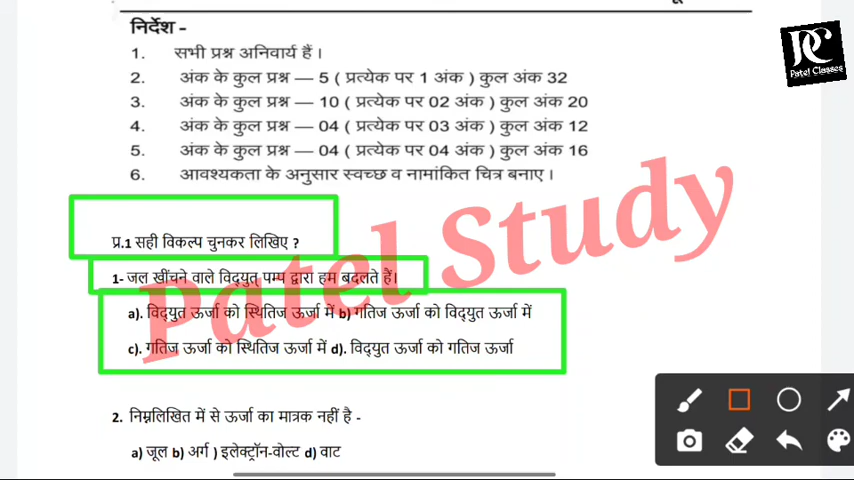 निर्देश -
1. सभी प्रश्न अनिवार्य हैं ।
2. अंक के कुल प्रश्न — 5 ( प्रत्येक पर 1 अंक ) कुल अंक 32
3. अंक के कुल प्रश्न — 10 ( प्रत्येक पर 02 अंक ) कुल अंक 20
4. अंक के कुल प्रश्न — 04 ( प्रत्येक पर 03 अंक ) कुल अंक 12
5. अंक के कुल प्रश्न — 04 ( प्रत्येक पर 04 अंक ) कुल अंक 16
6. आवश्यकता के अनुसार स्वच्छ व नामांकित चित्र बनाए ।
PC
Patel Classes
Patel Study
प्र.1 सही विकल्प चुनकर लिखिए ?
1- जल खींचने वाले विद्युत् पम्प द्वारा हम बदलते हैं।
a). विद्युत ऊर्जा को स्थितिज ऊर्जा में b) गतिज ऊर्जा को विद्युत ऊर्जा में
c). गतिज ऊर्जा को स्थितिज ऊर्जा में d). विद्युत ऊर्जा को गतिज ऊर्जा
2. निम्नलिखित में से ऊर्जा का मात्रक नहीं है -
a) जूल b) अर्ग ) इलेक्ट्रॉन-वोल्ट d) वाट